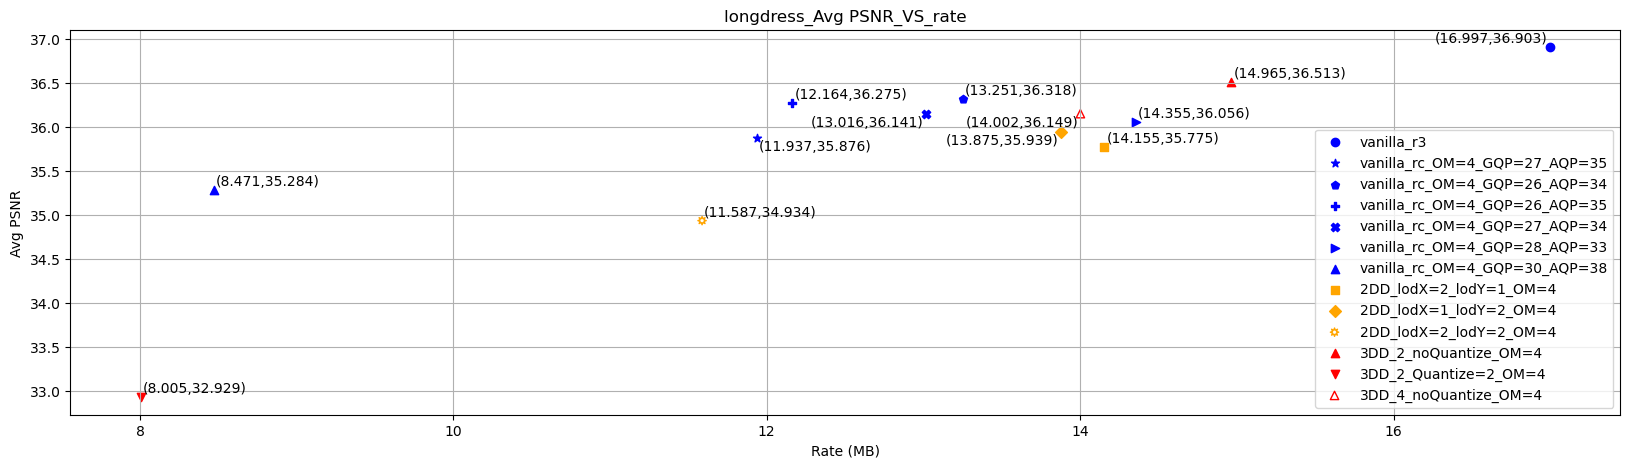 longdress_Avg PSNR_VS_rate
37.0
36.5
36.0
35.5
35.0
34.5
34.0
33.5
33.0
Avg PSNR
(16.997,36.903)
(14.965,36.513)
(12.164,36.275)
(13.251,36.318)
(13.016,36.141)
(14.002,36.149)
(14.355,36.056)
(11.937,35.876)
(13.875,35.939)
(14.155,35.775)
(8.471,35.284)
(11.587,34.934)
(8.005,32.929)
vanilla_r3
vanilla_rc_OM=4_GQP=27_AQP=35
vanilla_rc_OM=4_GQP=26_AQP=34
vanilla_rc_OM=4_GQP=26_AQP=35
vanilla_rc_OM=4_GQP=27_AQP=34
vanilla_rc_OM=4_GQP=28_AQP=33
vanilla_rc_OM=4_GQP=30_AQP=38
2DD_lodX=2_lodY=1_OM=4
2DD_lodX=1_lodY=2_OM=4
2DD_lodX=2_lodY=2_OM=4
3DD_2_noQuantize_OM=4
3DD_2_Quantize=2_OM=4
3DD_4_noQuantize_OM=4
8 10 12 14 16
Rate (MB)